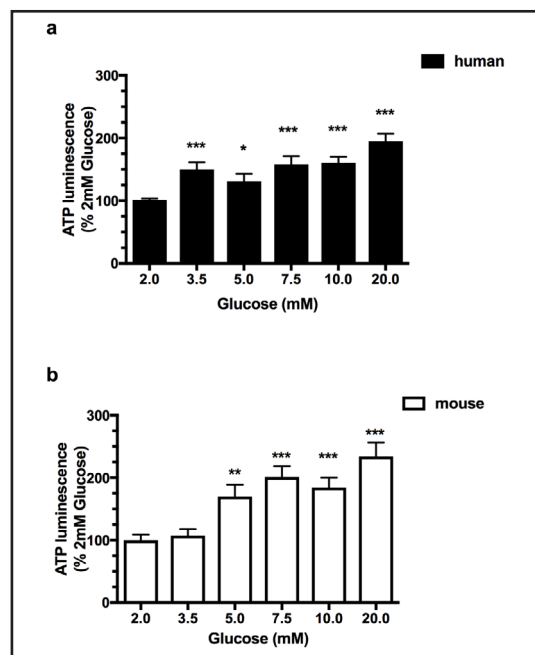 a
human
300
200
100
0
ATP luminescence
(% 2mM Glucose)
*** * *** *** ***
2.0 3.5 5.0 7.5 10.0 20.0
Glucose (mM)
b
mouse
300
200
100
0
ATP luminescence
(% 2mM Glucose)
** *** *** ***
2.0 3.5 5.0 7.5 10.0 20.0
Glucose (mM)